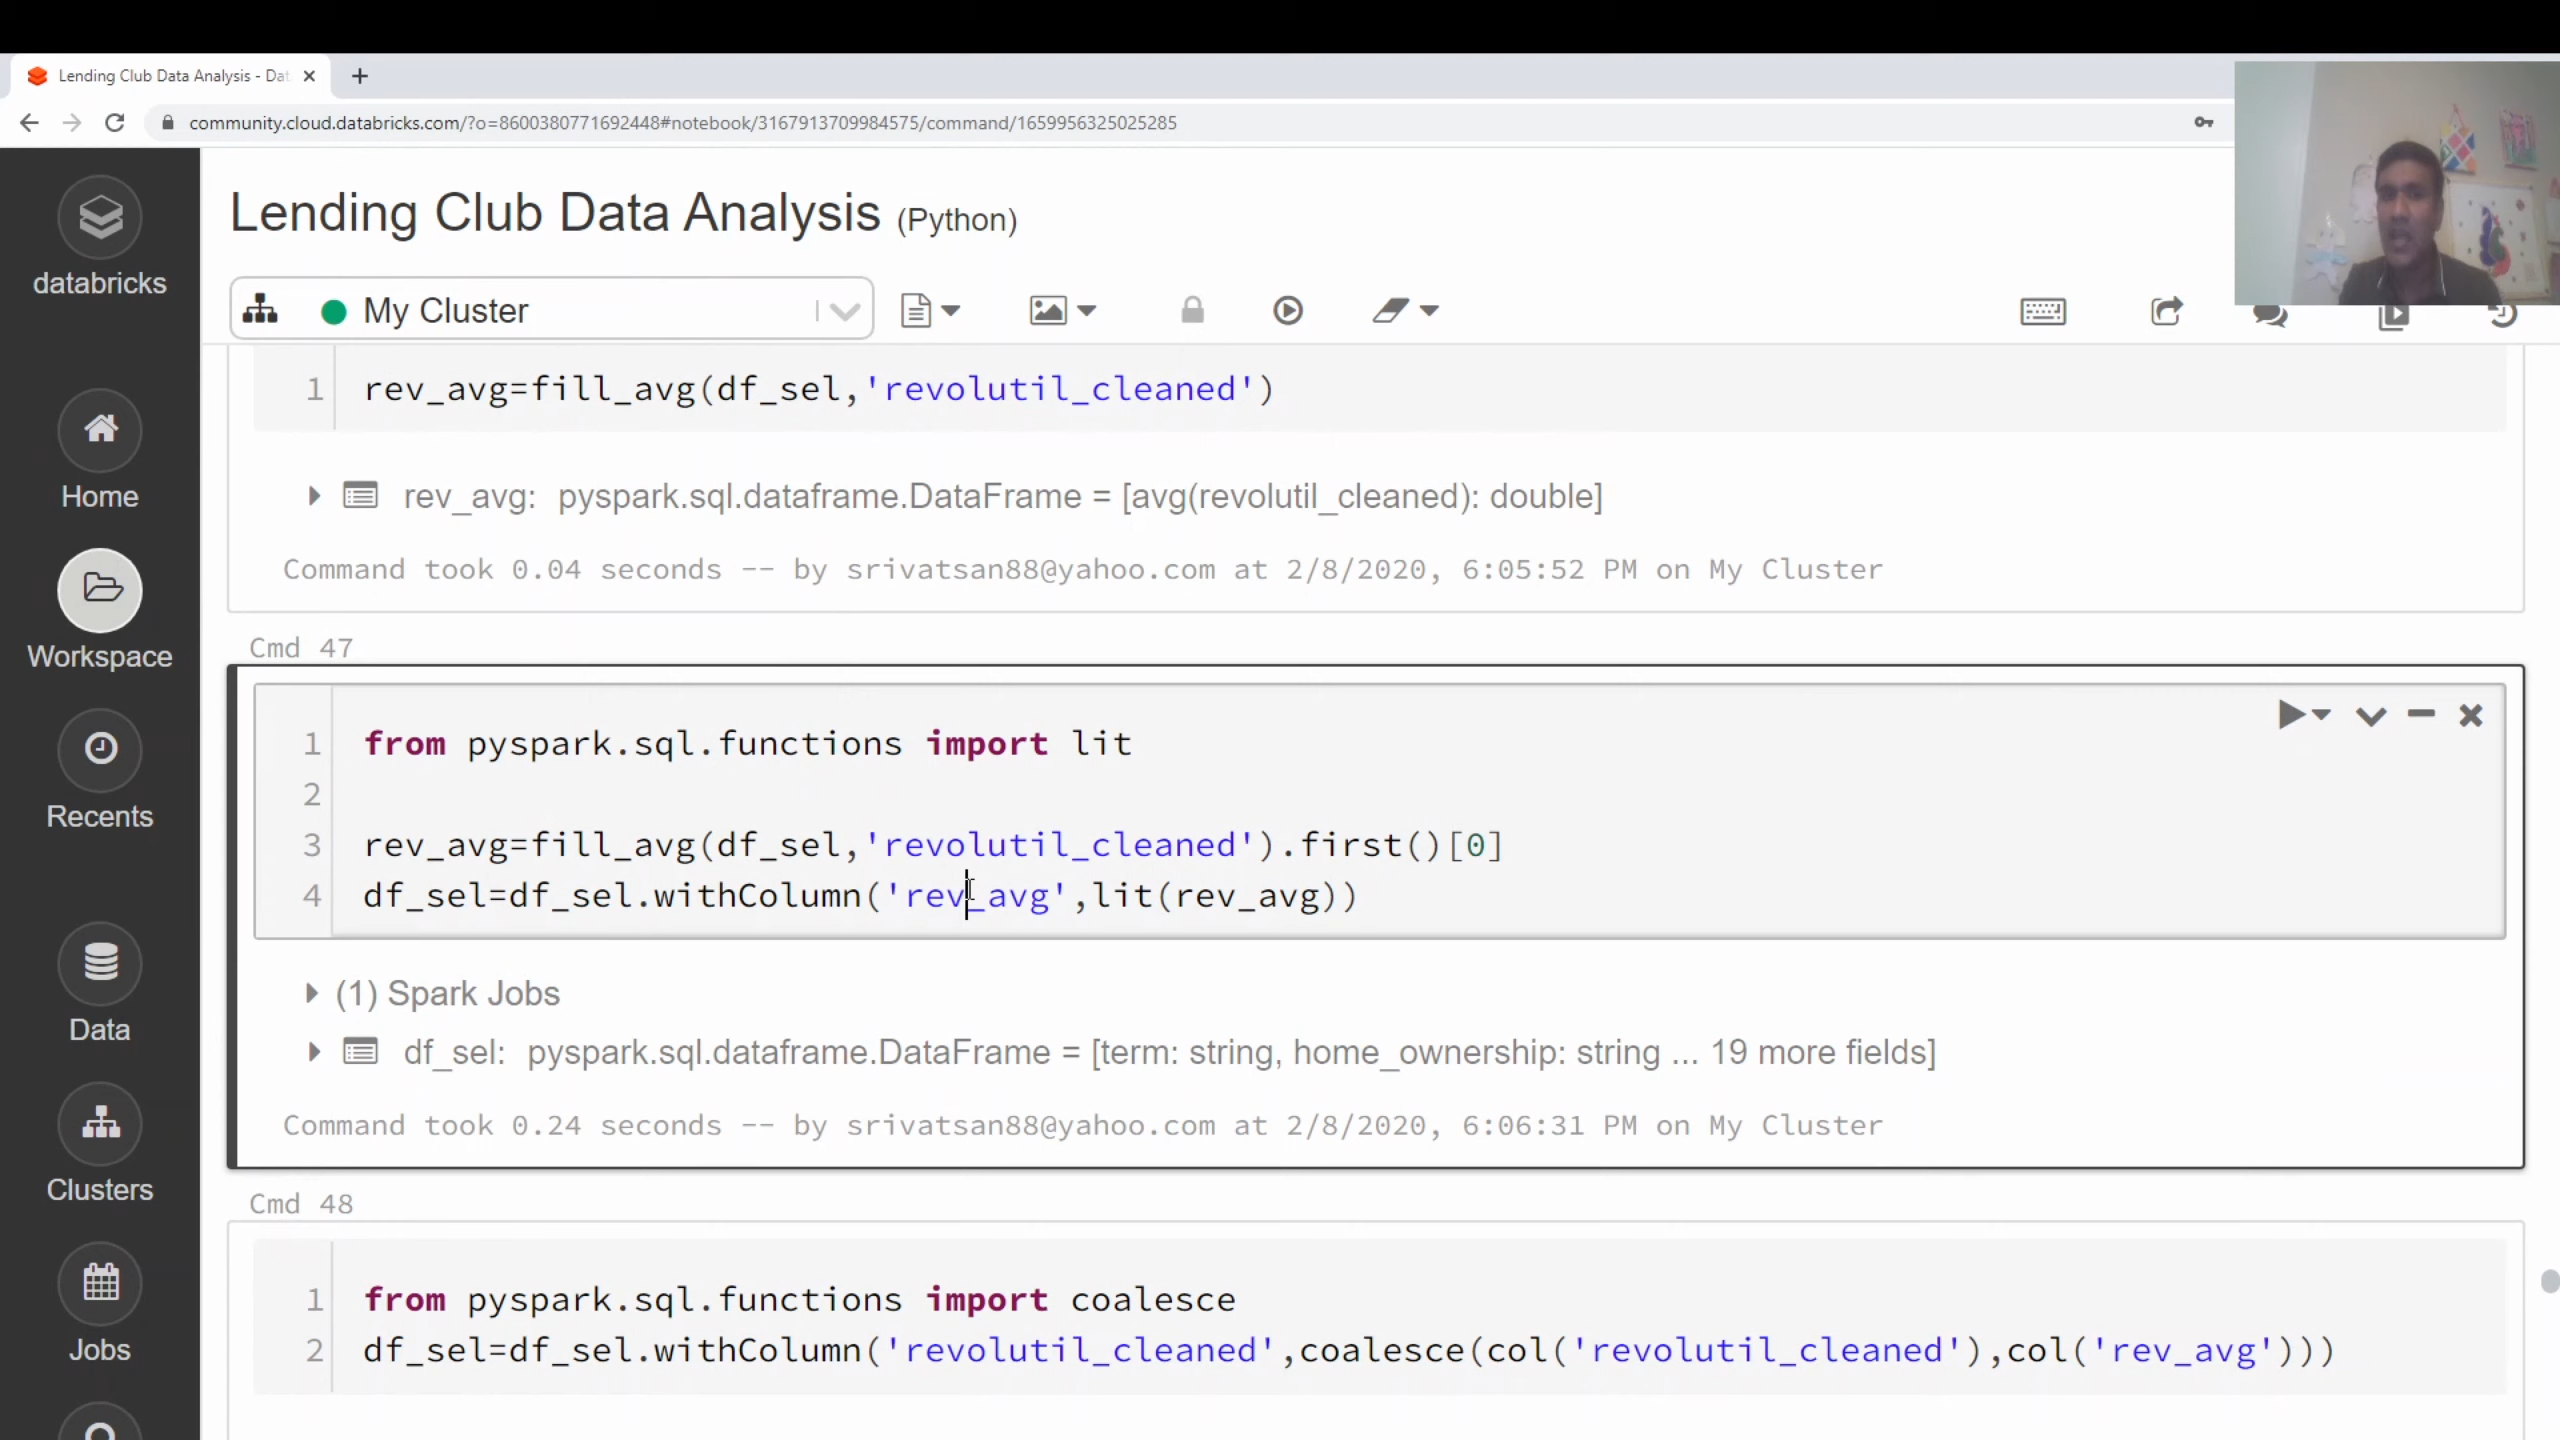 Lending Club Data Analysis - Dat
community.cloud.databricks.com/?o=8600380771692448#notebook/3167913709984575/command/1659956325025285
databricks
Home
Workspace
Recents
Data
Clusters
Jobs
Lending Club Data Analysis (Python)
My Cluster
1 rev_avg=fill_avg(df_sel,'revolutil_cleaned')
rev_avg: pyspark.sql.dataframe.DataFrame = [avg(revolutil_cleaned): double]
Command took 0.04 seconds -- by srivatsan88@yahoo.com at 2/8/2020, 6:05:52 PM on My Cluster
Cmd 47
1 from pyspark.sql.functions import lit
2
3 rev_avg=fill_avg(df_sel,'revolutil_cleaned').first()[0]
4 df_sel=df_sel.withColumn('rev_avg',lit(rev_avg))
(1) Spark Jobs
df_sel: pyspark.sql.dataframe.DataFrame = [term: string, home_ownership: string ... 19 more fields]
Command took 0.24 seconds -- by srivatsan88@yahoo.com at 2/8/2020, 6:06:31 PM on My Cluster
Cmd 48
1 from pyspark.sql.functions import coalesce
2 df_sel=df_sel.withColumn('revolutil_cleaned',coalesce(col('revolutil_cleaned'),col('rev_avg')))